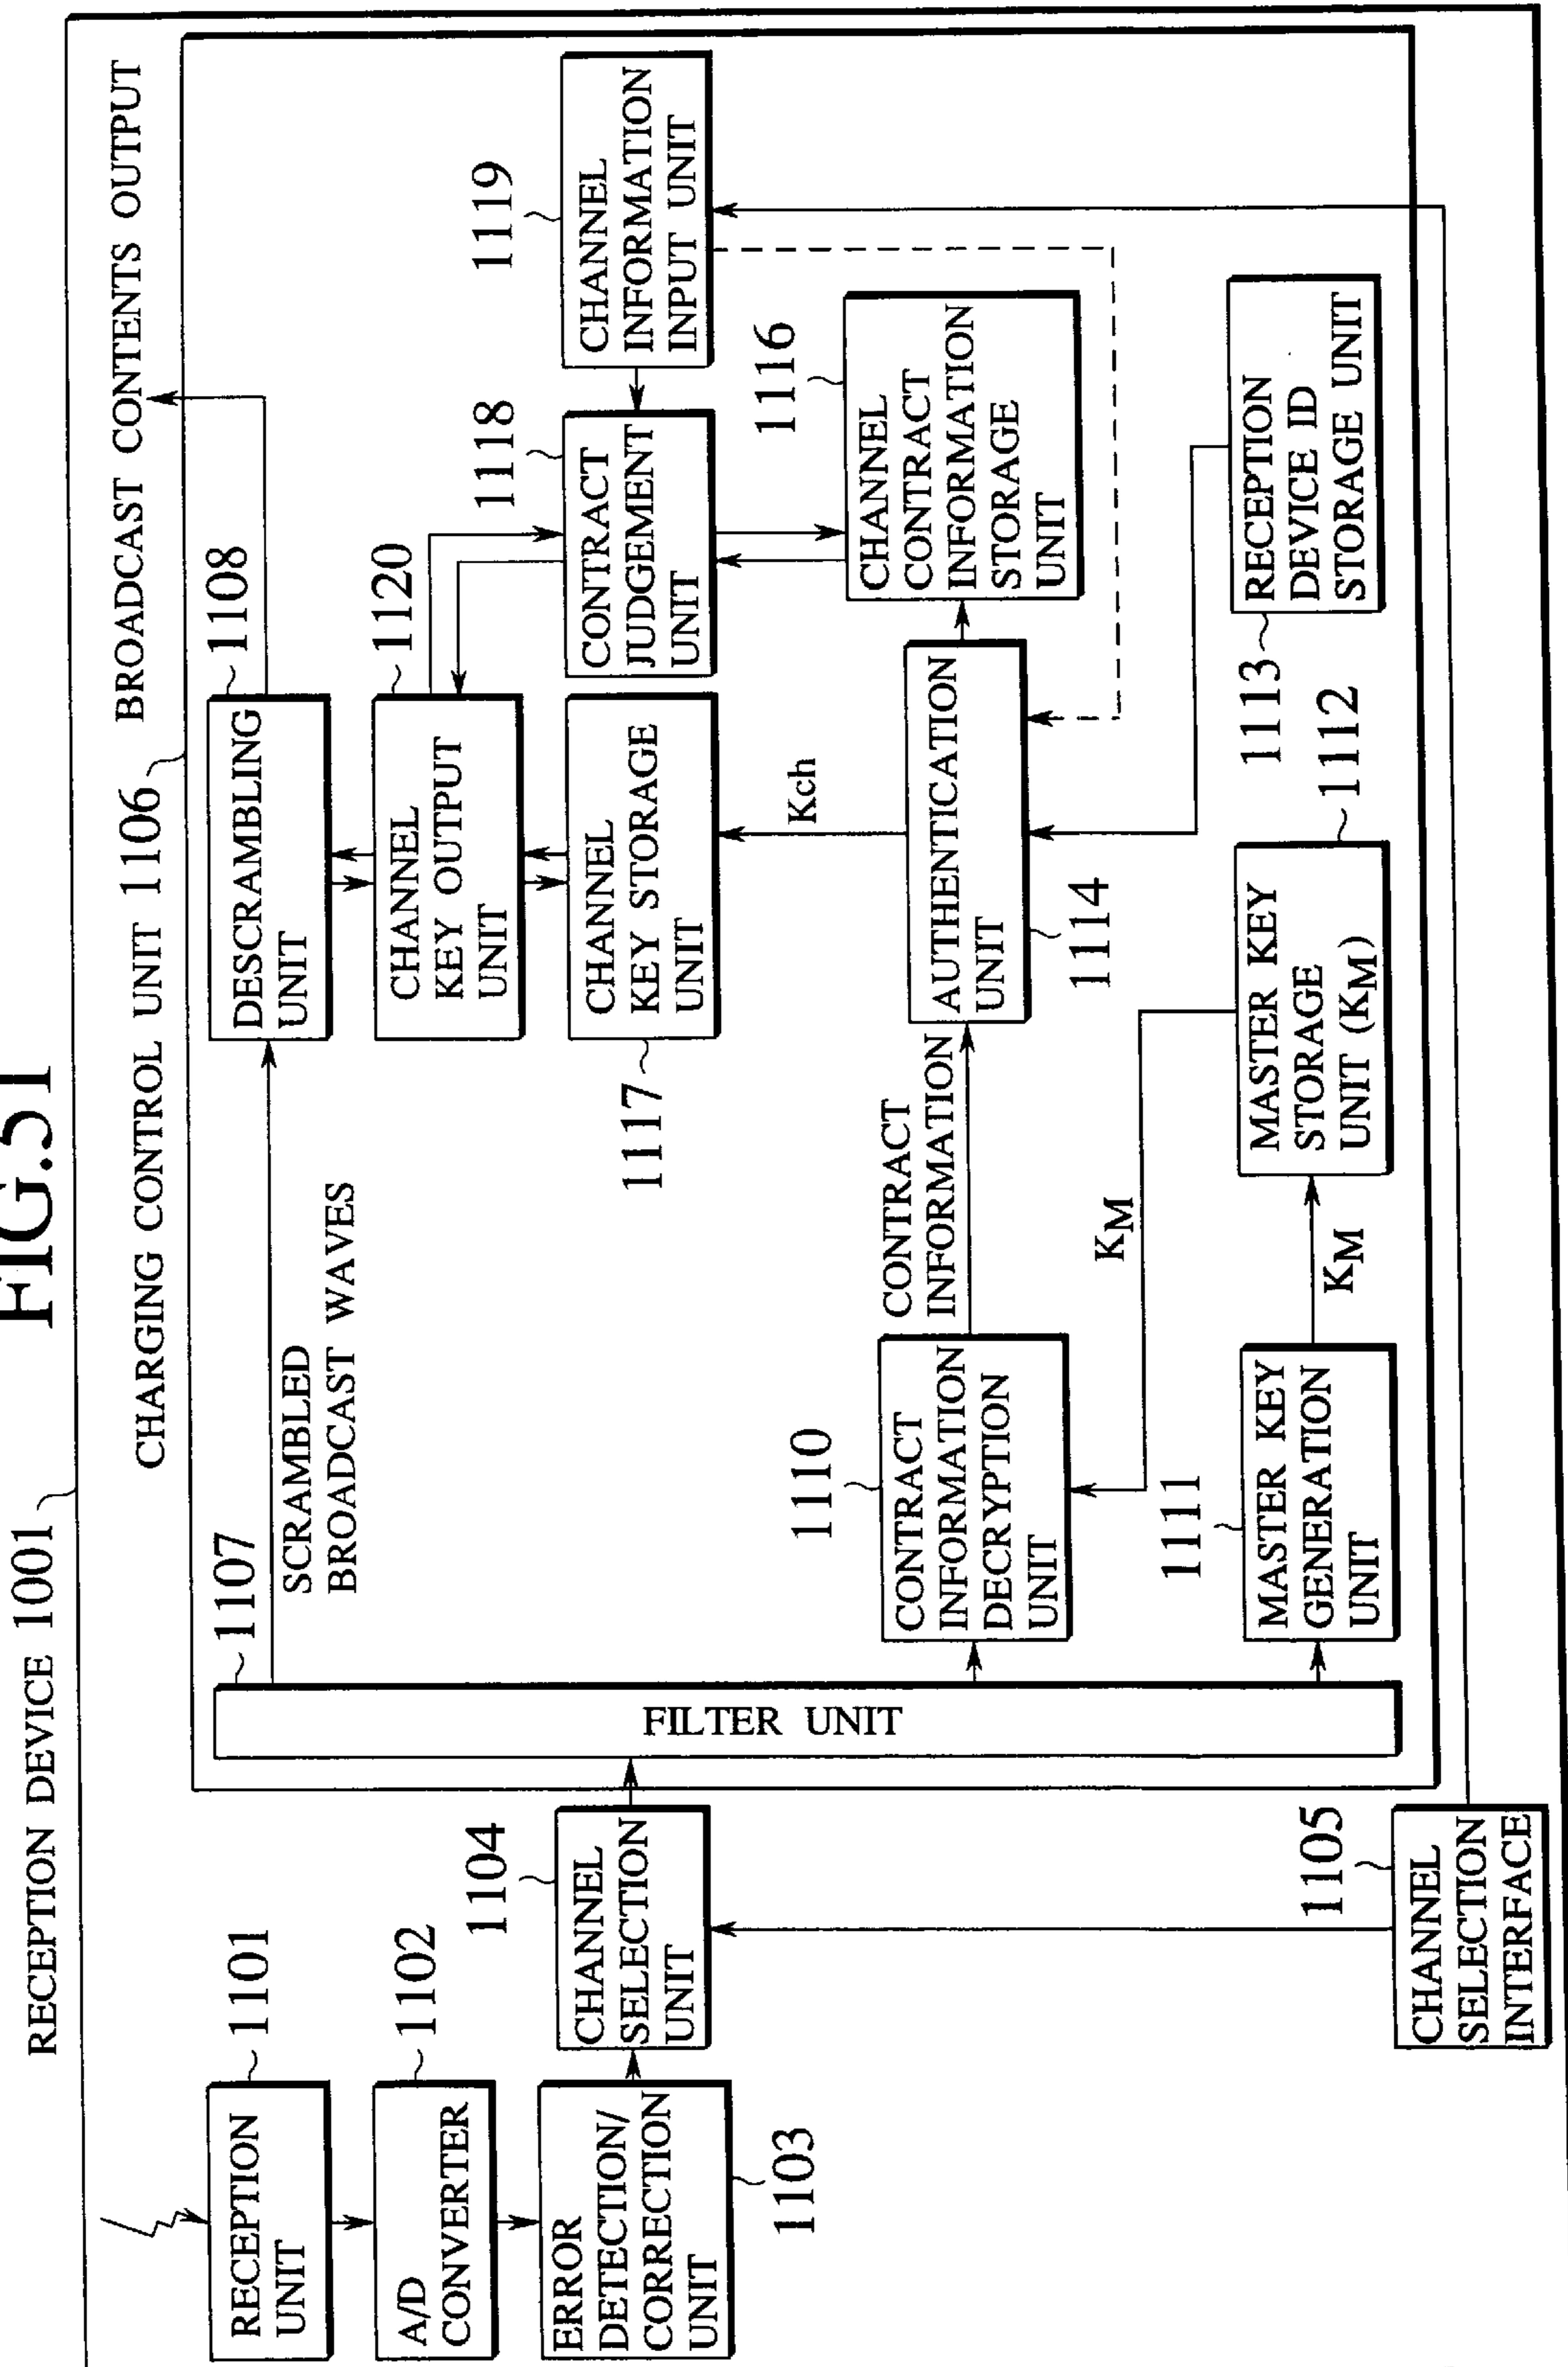 FIG.51
RECEPTION DEVICE 1001
CHARGING CONTROL UNIT 1106
BROADCAST CONTENTS OUTPUT
1101
RECEPTION
UNIT
1102
A/D
CONVERTER
ERROR
DETECTION/
CORRECTION
UNIT
1103
1104
CHANNEL
SELECTION
UNIT
1105
CHANNEL
SELECTION
INTERFACE
1107
FILTER UNIT
SCRAMBLED
BROADCAST WAVES
1108
DESCRAMBLING
UNIT
1120
CHANNEL
KEY OUTPUT
UNIT
1117
CHANNEL
KEY STORAGE
UNIT
1118
CONTRACT
JUDGEMENT
UNIT
1119
CHANNEL
INFORMATION
INPUT UNIT
1116
CHANNEL
CONTRACT
INFORMATION
STORAGE
UNIT
Kch
1110
CONTRACT
INFORMATION
DECRYPTION
UNIT
CONTRACT
INFORMATION
AUTHENTICATION
UNIT
1114
KM
1111
MASTER KEY
GENERATION
UNIT
KM
1112
MASTER KEY
STORAGE
UNIT (KM)
1113
RECEPTION
DEVICE ID
STORAGE UNIT